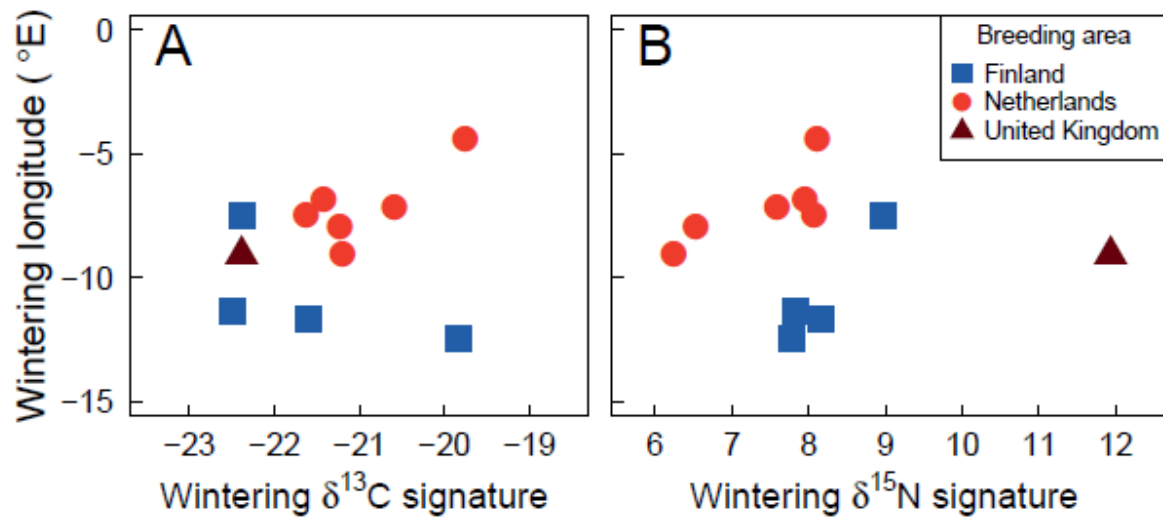 Wintering longitude ( °E)
0
−5
−10
−15
A
−23 −22 −21 −20 −19
Wintering δ¹³C signature
B
Breeding area
Finland
Netherlands
United Kingdom
6 7 8 9 10 11 12
Wintering δ¹⁵N signature